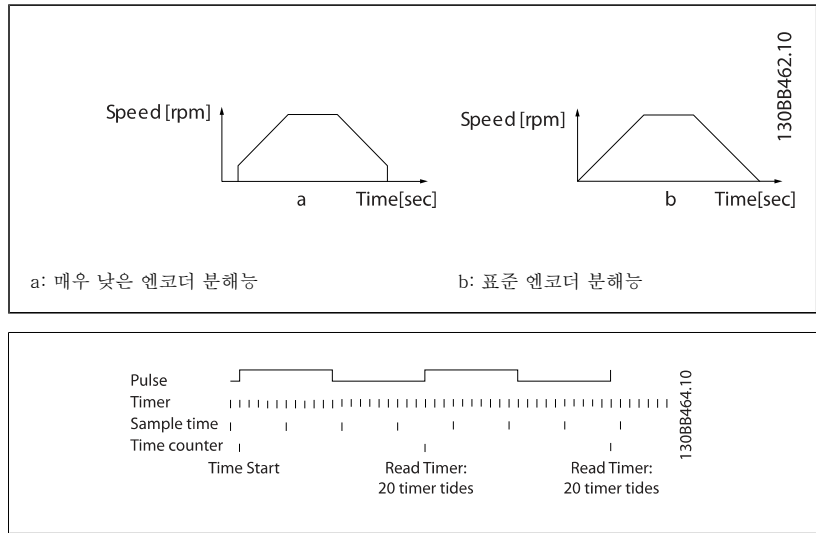 Speed [rpm]
a
Time[sec]
Speed [rpm]
b
Time[sec]
130BB462.10
a: 매우 낮은 엔코더 분해능
b: 표준 엔코더 분해능
Pulse
Timer
Sample time
Time counter
Time Start
Read Timer:
20 timer tides
Read Timer:
20 timer tides
130BB464.10